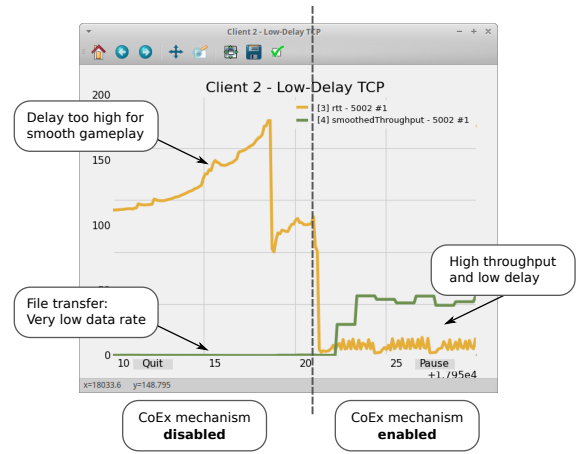 Client 2 - Low-Delay TCP
Client 2 - Low-Delay TCP
200
[3] rtt - 5002 #1
[4] smoothedThroughput - 5002 #1
Delay too high for
smooth gameplay
150
100
High throughput
and low delay
File transfer:
Very low data rate
0
10
Quit
15
20
25
Pause
+1.795e4
x=18033.6 y=148.795
CoEx mechanism
disabled
CoEx mechanism
enabled